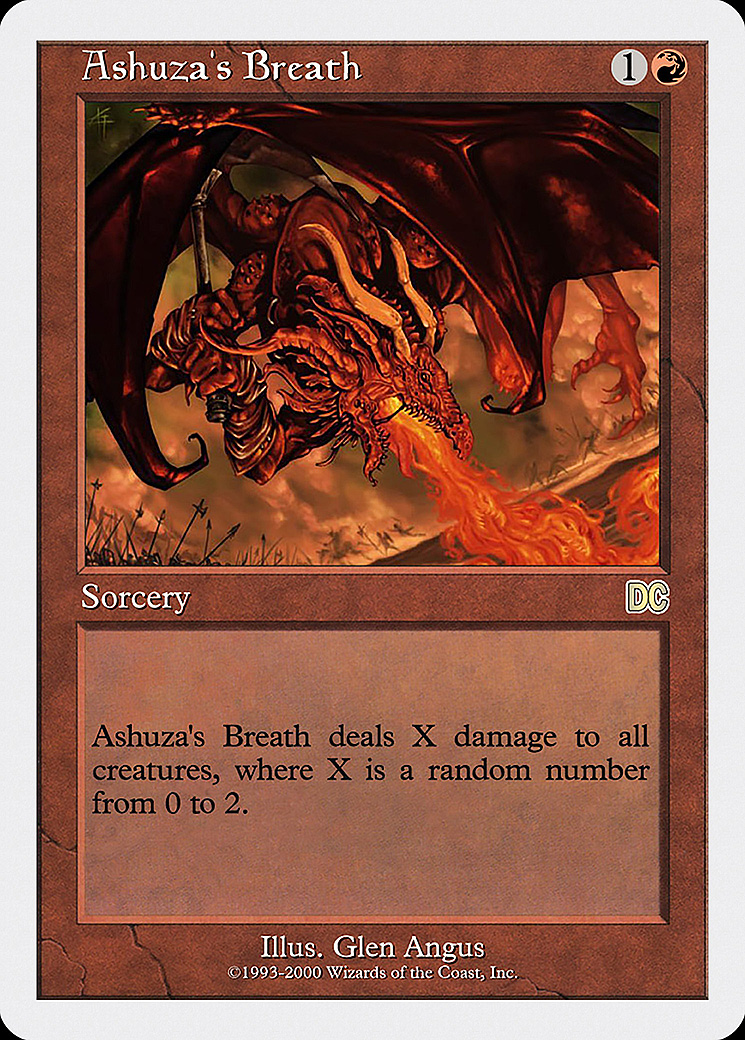 Ashuza's Breath 1
Sorcery DC
Ashuza's Breath deals X damage to all
creatures, where X is a random number
from 0 to 2.
Illus. Glen Angus
©1993-2000 Wizards of the Coast, Inc.